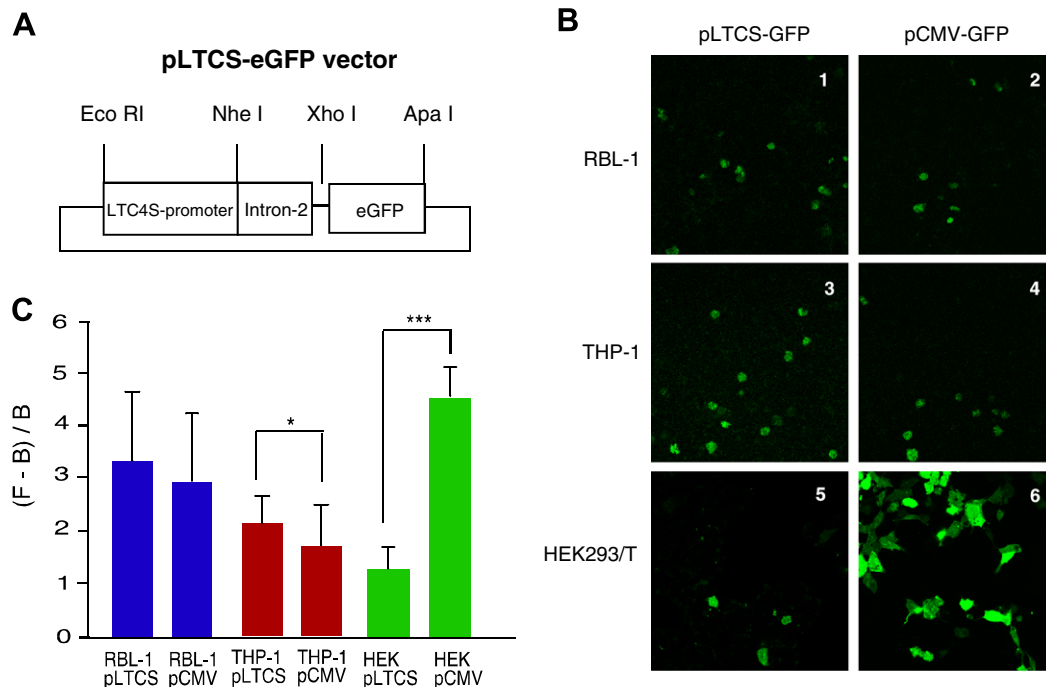 A
pLTCS-eGFP vector
Eco RI Nhe I Xho I Apa I
LTC4S-promoter Intron-2 eGFP
B
pLTCS-GFP pCMV-GFP
RBL-1
1 2
THP-1
3 4
HEK293/T
5 6
C
(F - B) / B
6
5
4
3
2
1
0
*
***
RBL-1 RBL-1 THP-1 THP-1 HEK HEK
pLTCS pCMV pLTCS pCMV pLTCS pCMV